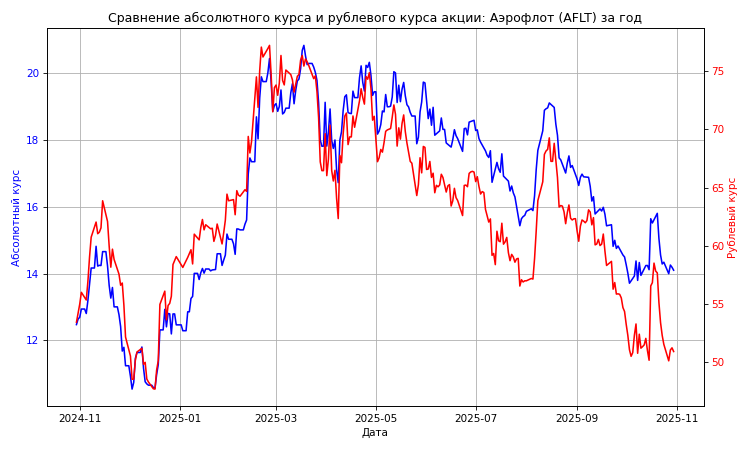 Сравнение абсолютного курса и рублевого курса акции: Аэрофлот (AFLT) за год
Абсолютный курс
20
18
16
14
12
Рублевый курс
75
70
65
60
55
50
2024-11 2025-01 2025-03 2025-05 2025-07 2025-09 2025-11
Дата